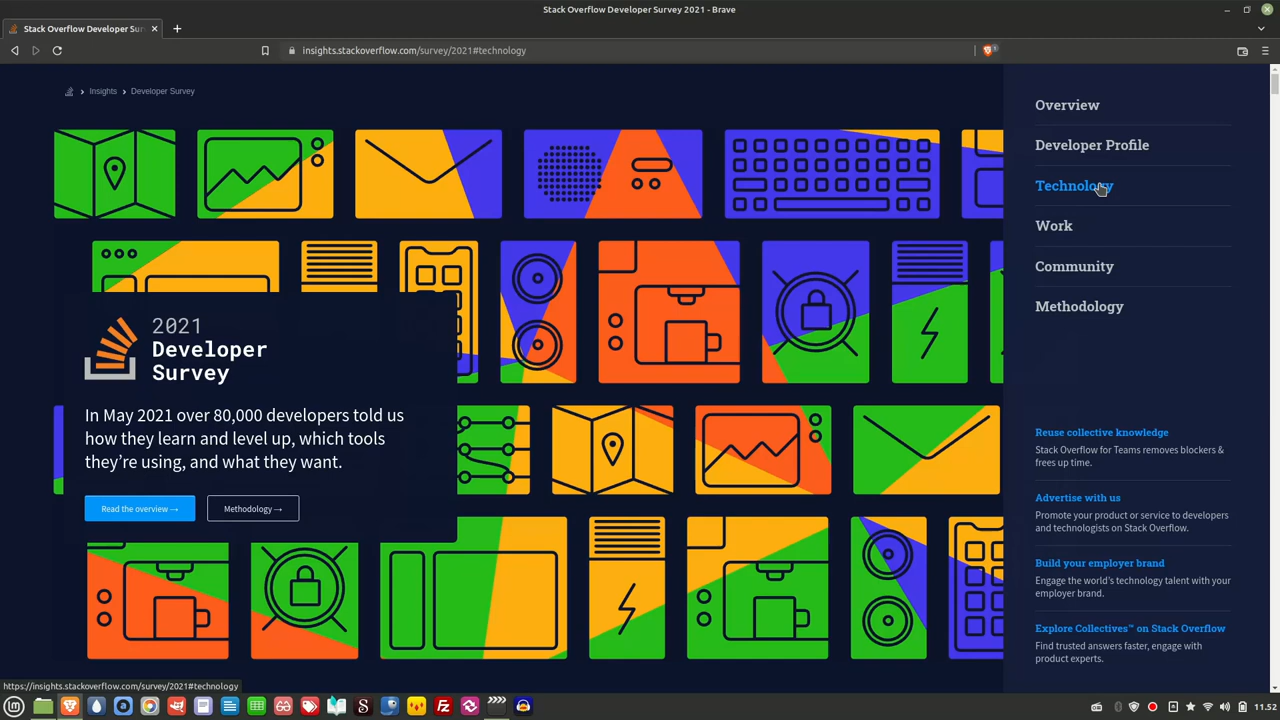 Stack Overflow Developer Survey 2021 - Brave
Stack Overflow Developer Sur
insights.stackoverflow.com/survey/2021#technology
Insights
Developer Survey
2021
Developer
Survey
In May 2021 over 80,000 developers told us
how they learn and level up, which tools
they're using, and what they want.
Read the overview →
Methodology →
Overview
Developer Profile
Technology
Work
Community
Methodology
Reuse collective knowledge
Stack Overflow for Teams removes blockers &
frees up time.
Advertise with us
Promote your product or service to developers
and technologists on Stack Overflow.
Build your employer brand
Engage the world's technology talent with your
employer brand.
Explore Collectives™ on Stack Overflow
Find trusted answers faster, engage with
product experts.
https://insights.stackoverflow.com/survey/2021#technology
11.52